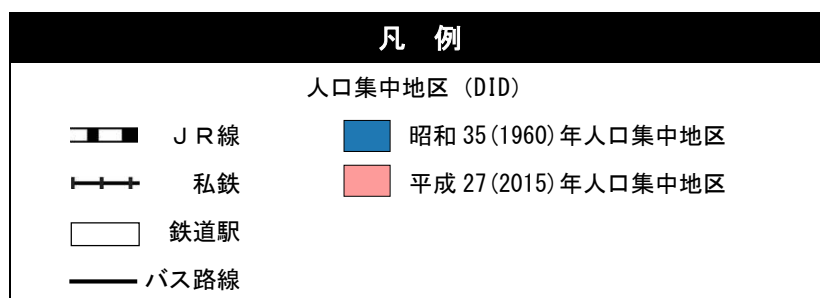 凡 例
人口集中地区 (DID)
ＪＲ線
昭和 35(1960)年人口集中地区
私鉄
平成 27(2015)年人口集中地区
鉄道駅
バス路線